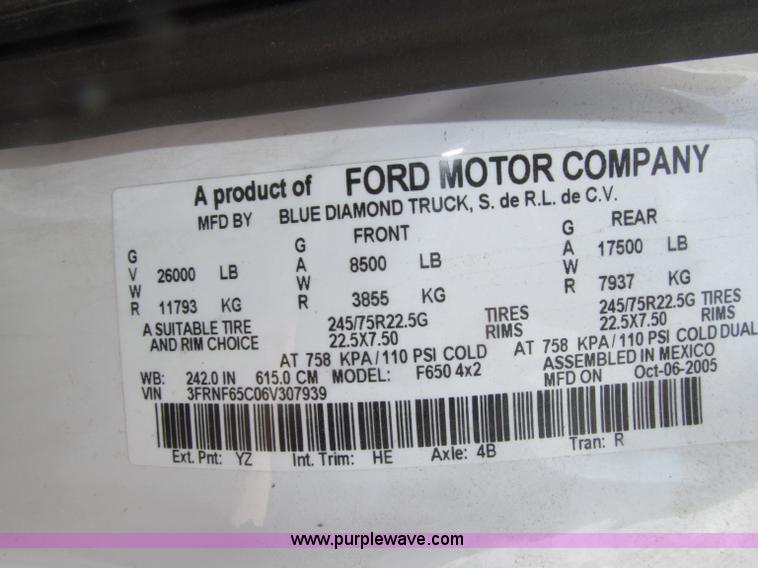 A product of FORD MOTOR COMPANY
MFD BY BLUE DIAMOND TRUCK, S. de R.L. de C.V.
FRONT REAR
GVWR 26000 LB GAWR 8500 LB GAWR 17500 LB
11793 KG 3855 KG 7937 KG
A SUITABLE TIRE 245/75R22.5G TIRES 245/75R22.5G TIRES
AND RIM CHOICE 22.5X7.50 RIMS 22.5X7.50 RIMS
AT 758 KPA/110 PSI COLD AT 758 KPA/110 PSI COLD DUAL
WB: 242.0 IN 615.0 CM MODEL: F650 4x2 ASSEMBLED IN MEXICO
VIN 3FRNF65C06V307939 MFD ON Oct-06-2005
Ext. Pnt: YZ Int. Trim: HE Axle: 4B Tran: R
www.purplewave.com